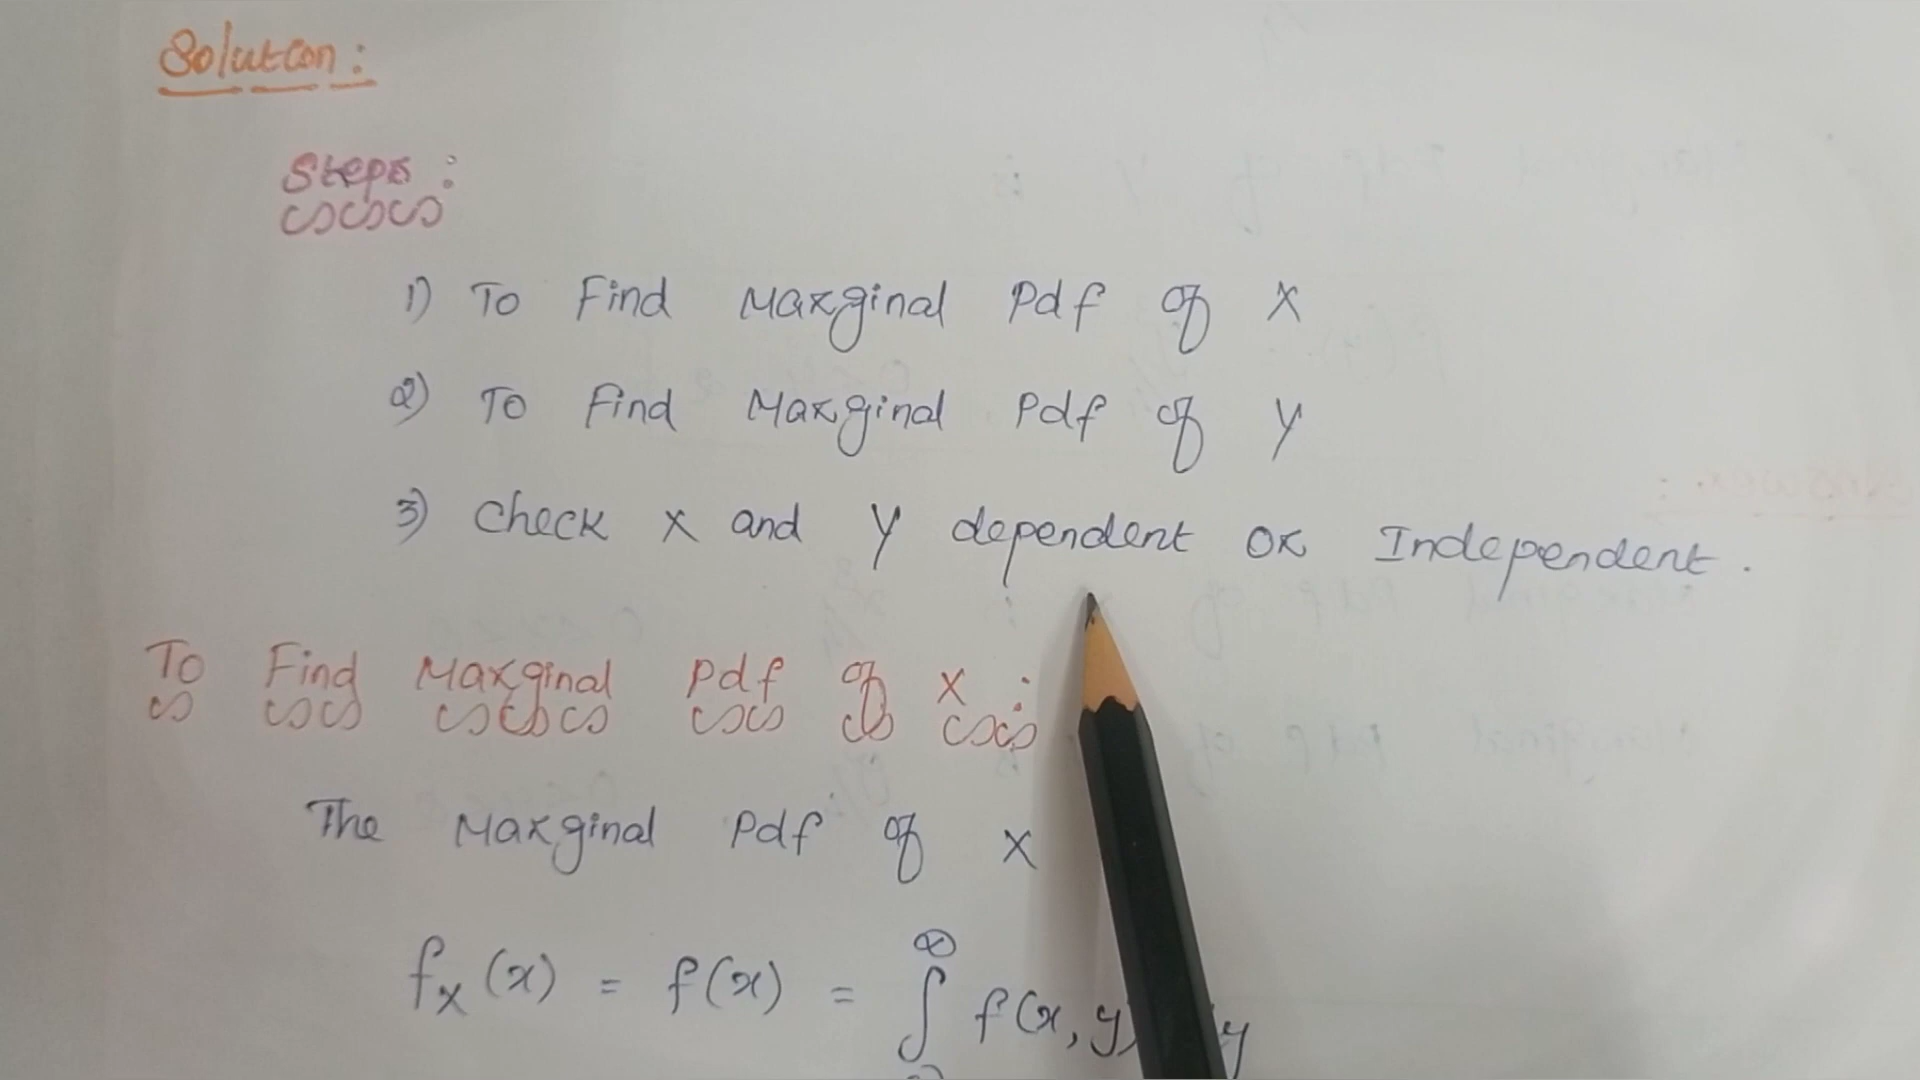 Solution:
Steps:
1) To Find Marginal Pdf of X
2) To Find Marginal Pdf of Y
3) Check X and Y dependent or Independent.
To Find Marginal Pdf of X:
The Marginal Pdf of X
fx(x) = f(x) = ∫ ∞ f(x, y) y